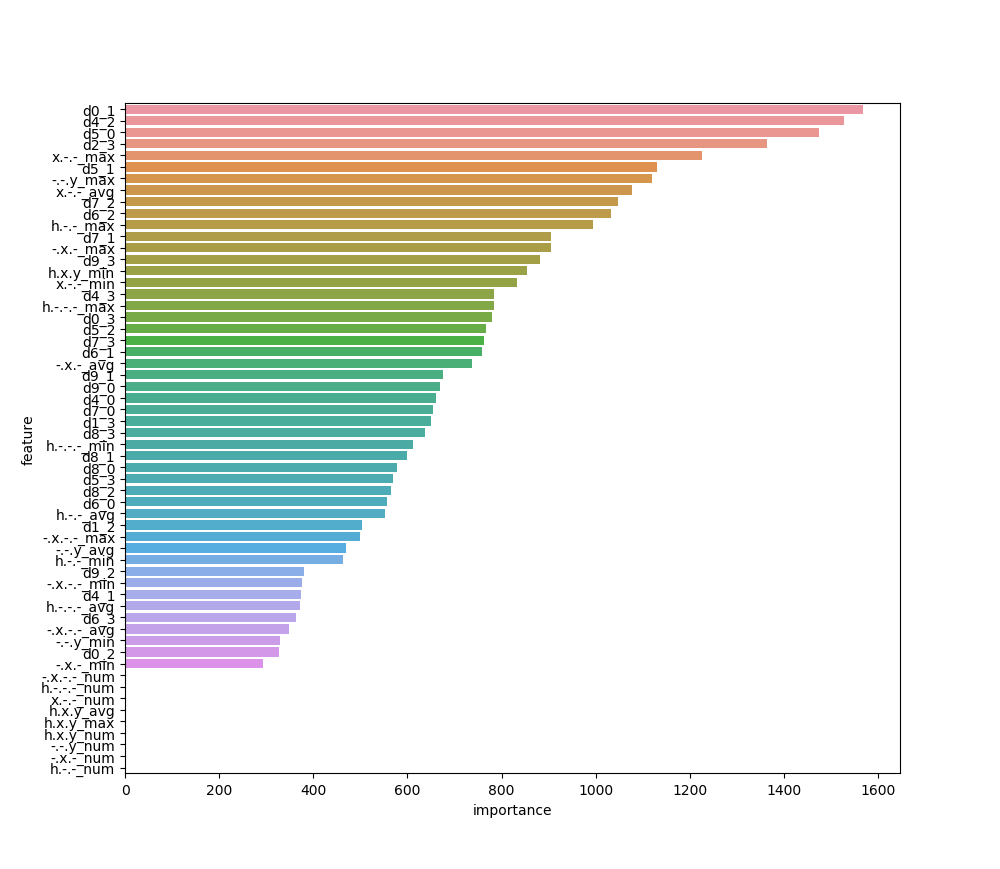 d0_1
d4_2
d5_0
d2_3
x.-.-_max
d5_1
-.-.y_max
x.-.-_avg
d7_2
d6_2
h.-.-_max
d7_1
-.x.-_max
d9_3
h.x.y_min
x.-.-_min
d4_3
h.-.-.-_max
d0_3
d5_2
d7_3
d6_1
-.x.-_avg
d9_1
d9_0
d4_0
d7_0
d1_3
d8_3
h.-.-.-_min
d8_1
d8_0
d5_3
d8_2
d6_0
h.-.-_avg
d1_2
-.x.-.-_max
-.-.y_avg
h.-.-_min
d9_2
-.x.-.-_min
d4_1
h.-.-.-_avg
d6_3
-.x.-.-_avg
-.-.y_min
d0_2
-.x.-_min
-.x.-.-_num
h.-.-.-_num
x.-.-_num
h.x.y_avg
h.x.y_max
h.x.y_num
-.-.y_num
-.x.-_num
h.-.-_num
feature
0 200 400 600 800 1000 1200 1400 1600
importance